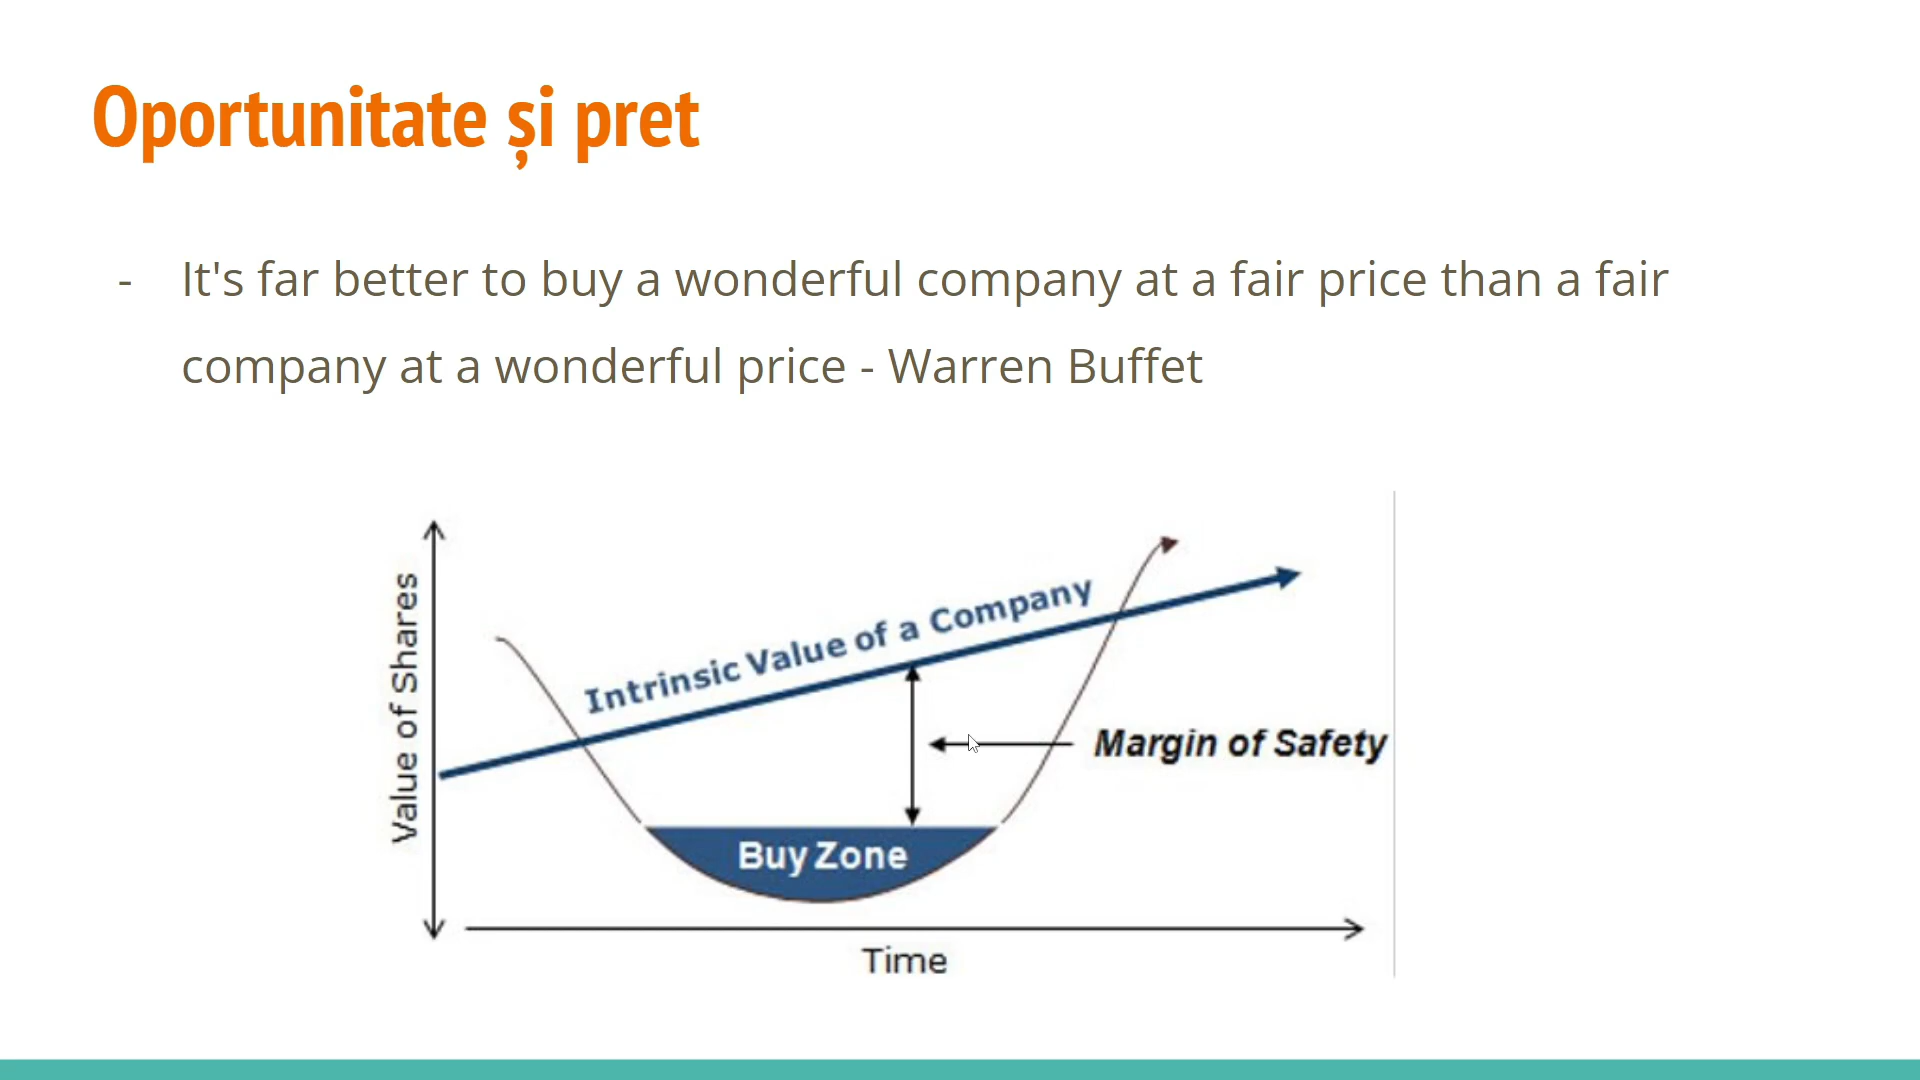 Oportunitate și pret
- It's far better to buy a wonderful company at a fair price than a fair
company at a wonderful price - Warren Buffet
Value of Shares
Intrinsic Value of a Company
Margin of Safety
Buy Zone
Time